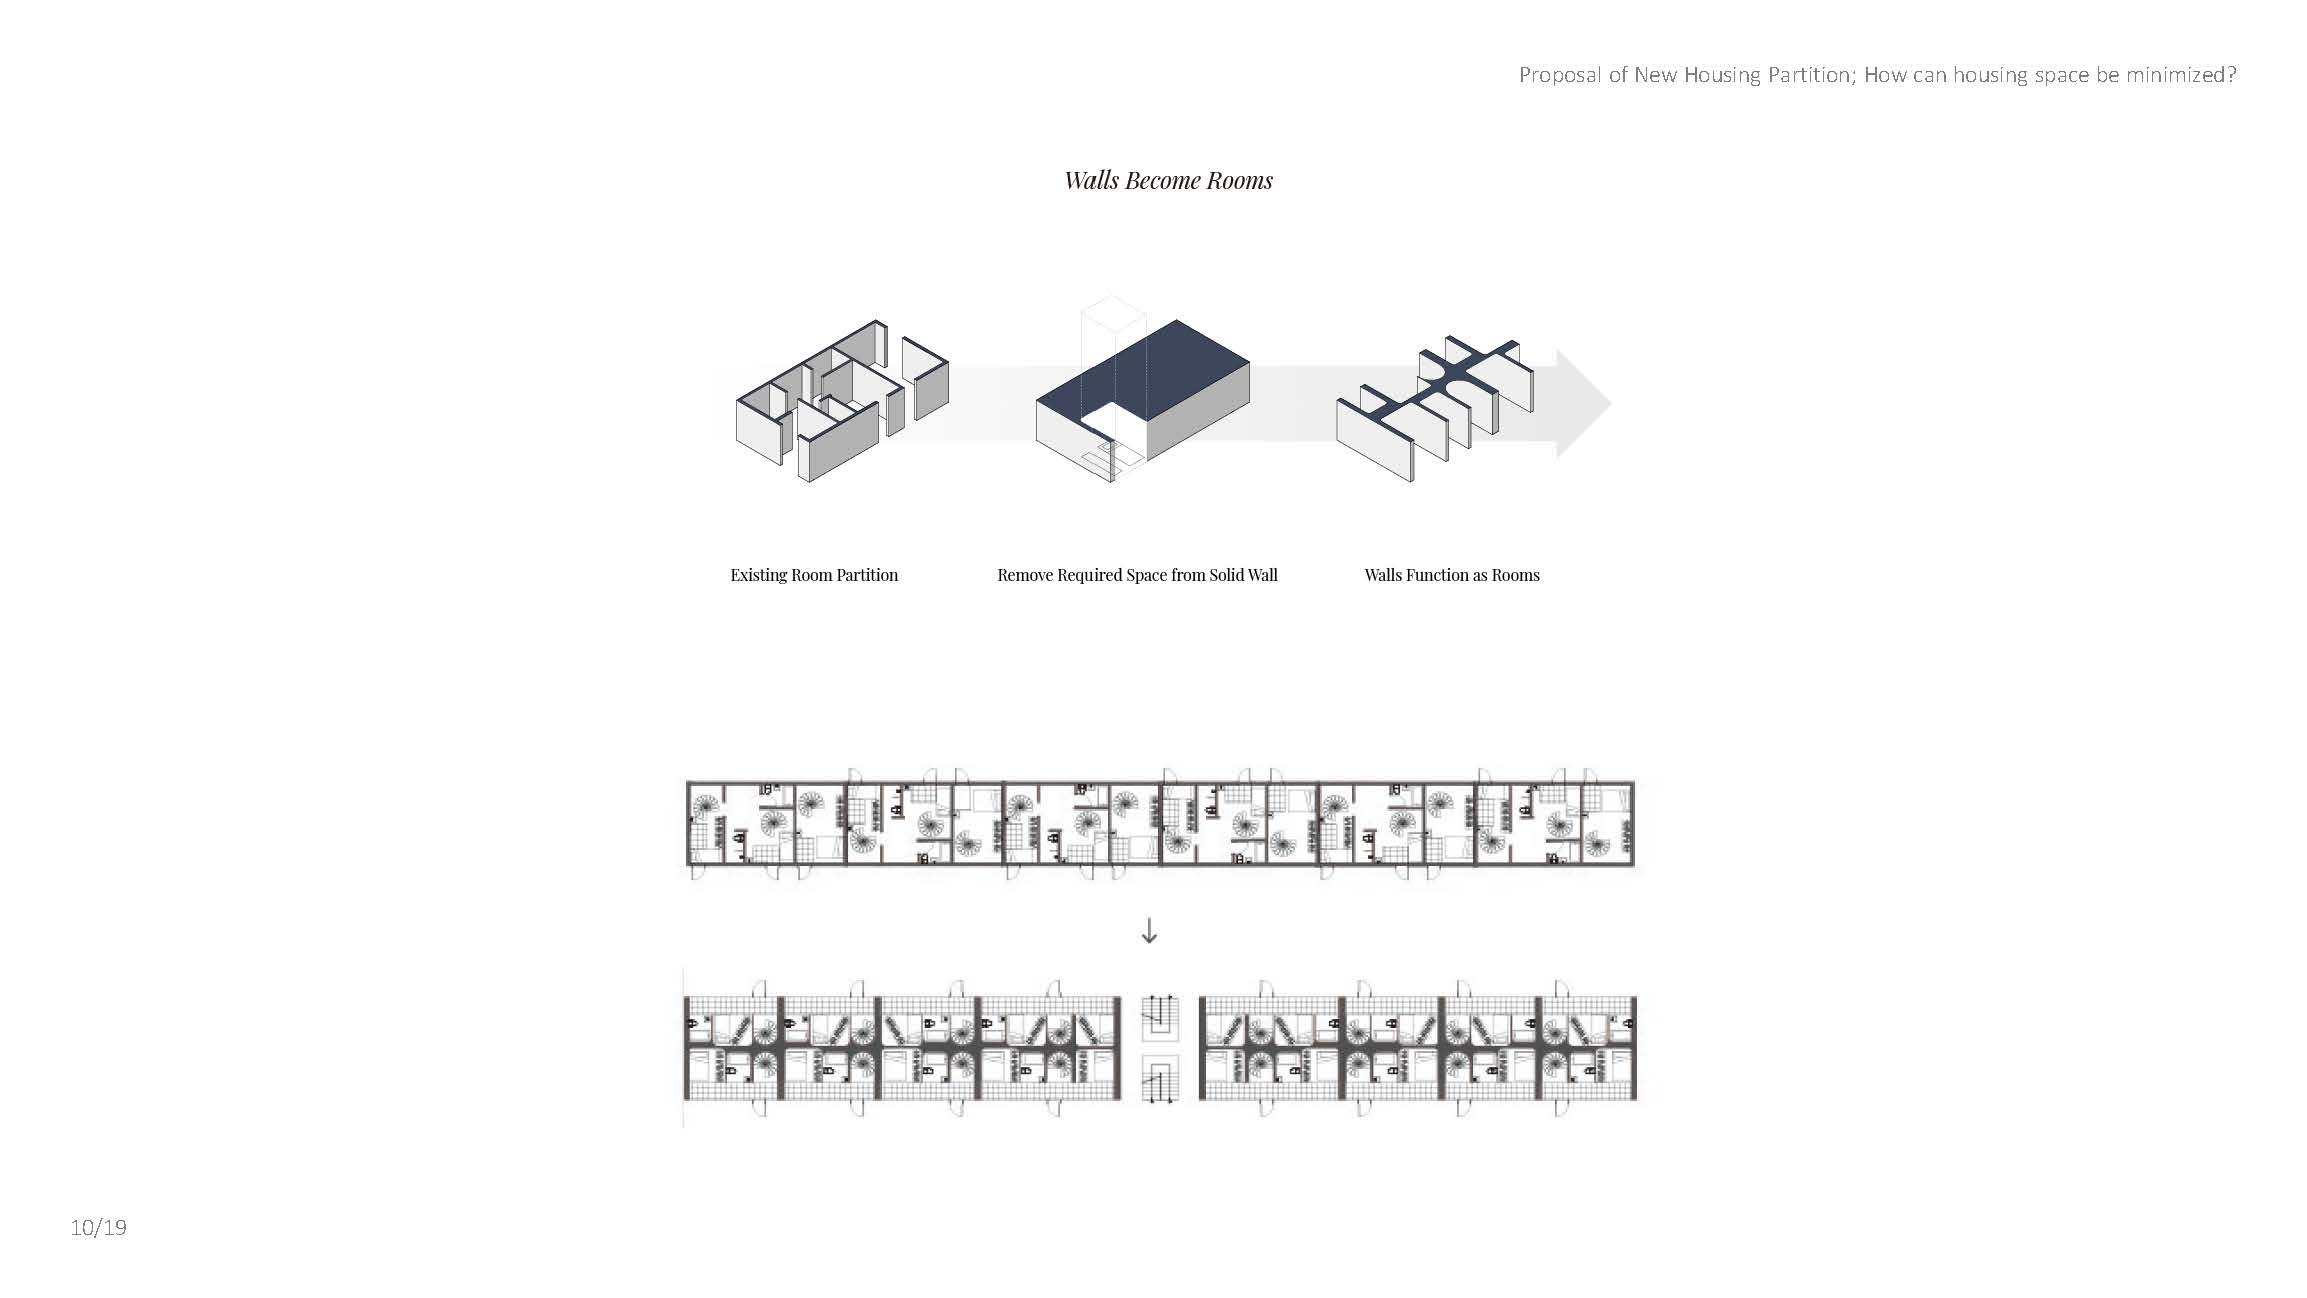 Proposal of New Housing Partition; How can housing space be minimized?
Walls Become Rooms
Existing Room Partition
Remove Required Space from Solid Wall
Walls Function as Rooms
10/19